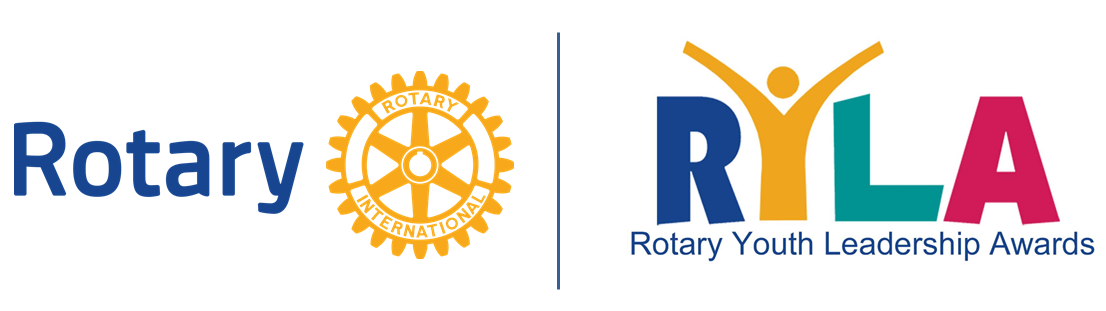 Rotary
ROTARY
INTERNATIONAL
RYLA
Rotary Youth Leadership Awards